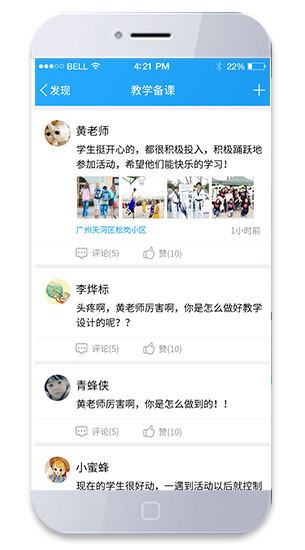 BELL 4:21 PM 22%
发现 教学备课
黄老师
学生挺开心的，都很积极投入，积极踊跃地
参加活动，希望他们能快乐的学习！
广州天河区松岗小区 1小时前
评论(5) 赞(10)
李烨标
头疼啊，黄老师厉害啊，你是怎么做好教学
设计的呢？？
评论(5) 赞(10)
青蜂侠
黄老师厉害啊，你是怎么做到的！！
评论(5) 赞(10)
小蜜蜂
现在的学生很好动，一遇到活动以后就控制